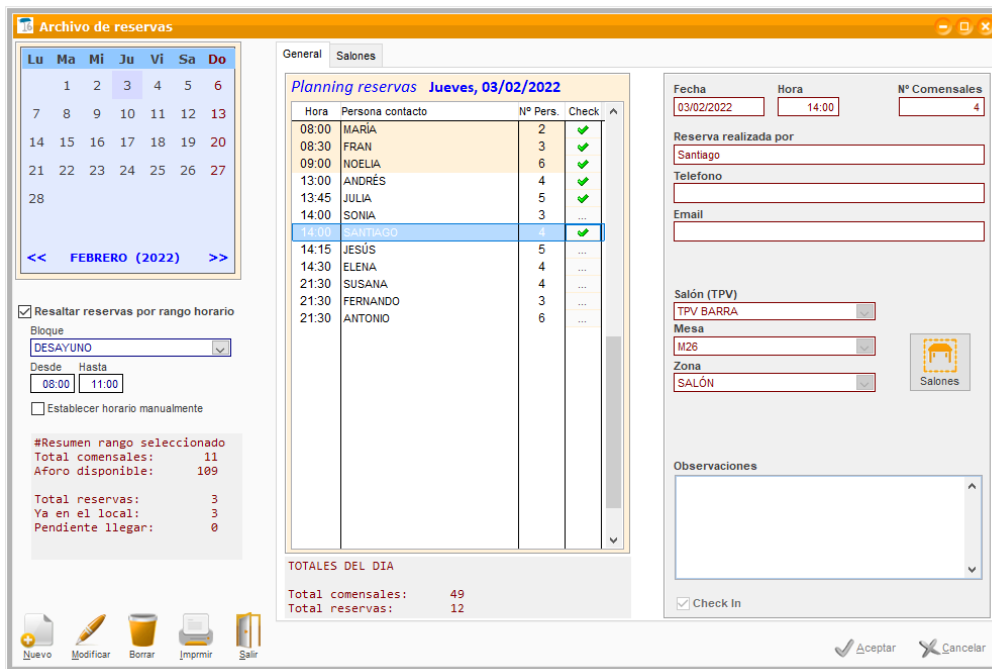 Archivo de reservas
Lu Ma Mi Ju Vi Sa Do
1 2 3 4 5 6
7 8 9 10 11 12 13
14 15 16 17 18 19 20
21 22 23 24 25 26 27
28
<< FEBRERO (2022) >>
Resaltar reservas por rango horario
Bloque
DESAYUNO
Desde Hasta
08:00 11:00
Establecer horario manualmente
#Resumen rango seleccionado
Total comensales: 11
Aforo disponible: 109
Total reservas: 3
Ya en el local: 3
Pendiente llegar: 0
Nuevo Modificar Borrar Imprmir Salir
General Salones
Planning reservas Jueves, 03/02/2022
Hora Persona contacto Nº Pers. Check
08:00 MARÍA 2
08:30 FRAN 3
09:00 NOELIA 6
13:00 ANDRÉS 4
13:45 JULIA 5
14:00 SONIA 3 ...
14:00 SANTIAGO 4
14:15 JESÚS 5 ...
14:30 ELENA 4 ...
21:30 SUSANA 4 ...
21:30 FERNANDO 3 ...
21:30 ANTONIO 6 ...
TOTALES DEL DIA
Total comensales: 49
Total reservas: 12
Fecha Hora Nº Comensales
03/02/2022 14:00 4
Reserva realizada por
Santiago
Telefono
Email
Salón (TPV)
TPV BARRA
Mesa
M26
Zona
SALÓN
Salones
Observaciones
Check In
Aceptar Cancelar